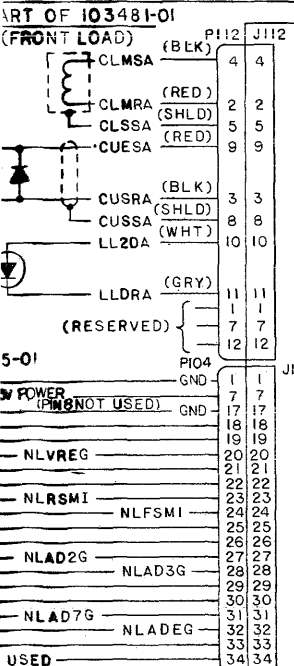 ART OF 103481-01
(FRONT LOAD) P112 J112
CLMSA (BLK) 4 4
CLMRA (RED) 2 2
CLSSA (SHLD) 5 5
CUESA (RED) 9 9
CUSRA (BLK) 3 3
CUSSA (SHLD) 8 8
LL2DA (WHT) 10 10
LLDRA (GRY) 11 11
1 1
(RESERVED) 7 7
12 12
5-01 P104 J1
GND 1 1
5V POWER 7 7
(PIN 8 NOT USED) GND 17 17
18 18
19 19
NLVREG 20 20
21 21
22 22
NLRSMI 23 23
NLFSMI 24 24
25 25
26 26
NLAD2G 27 27
NLAD3G 28 28
29 29
30 30
NLAD7G 31 31
NLADEG 32 32
33 33
USED 34 34